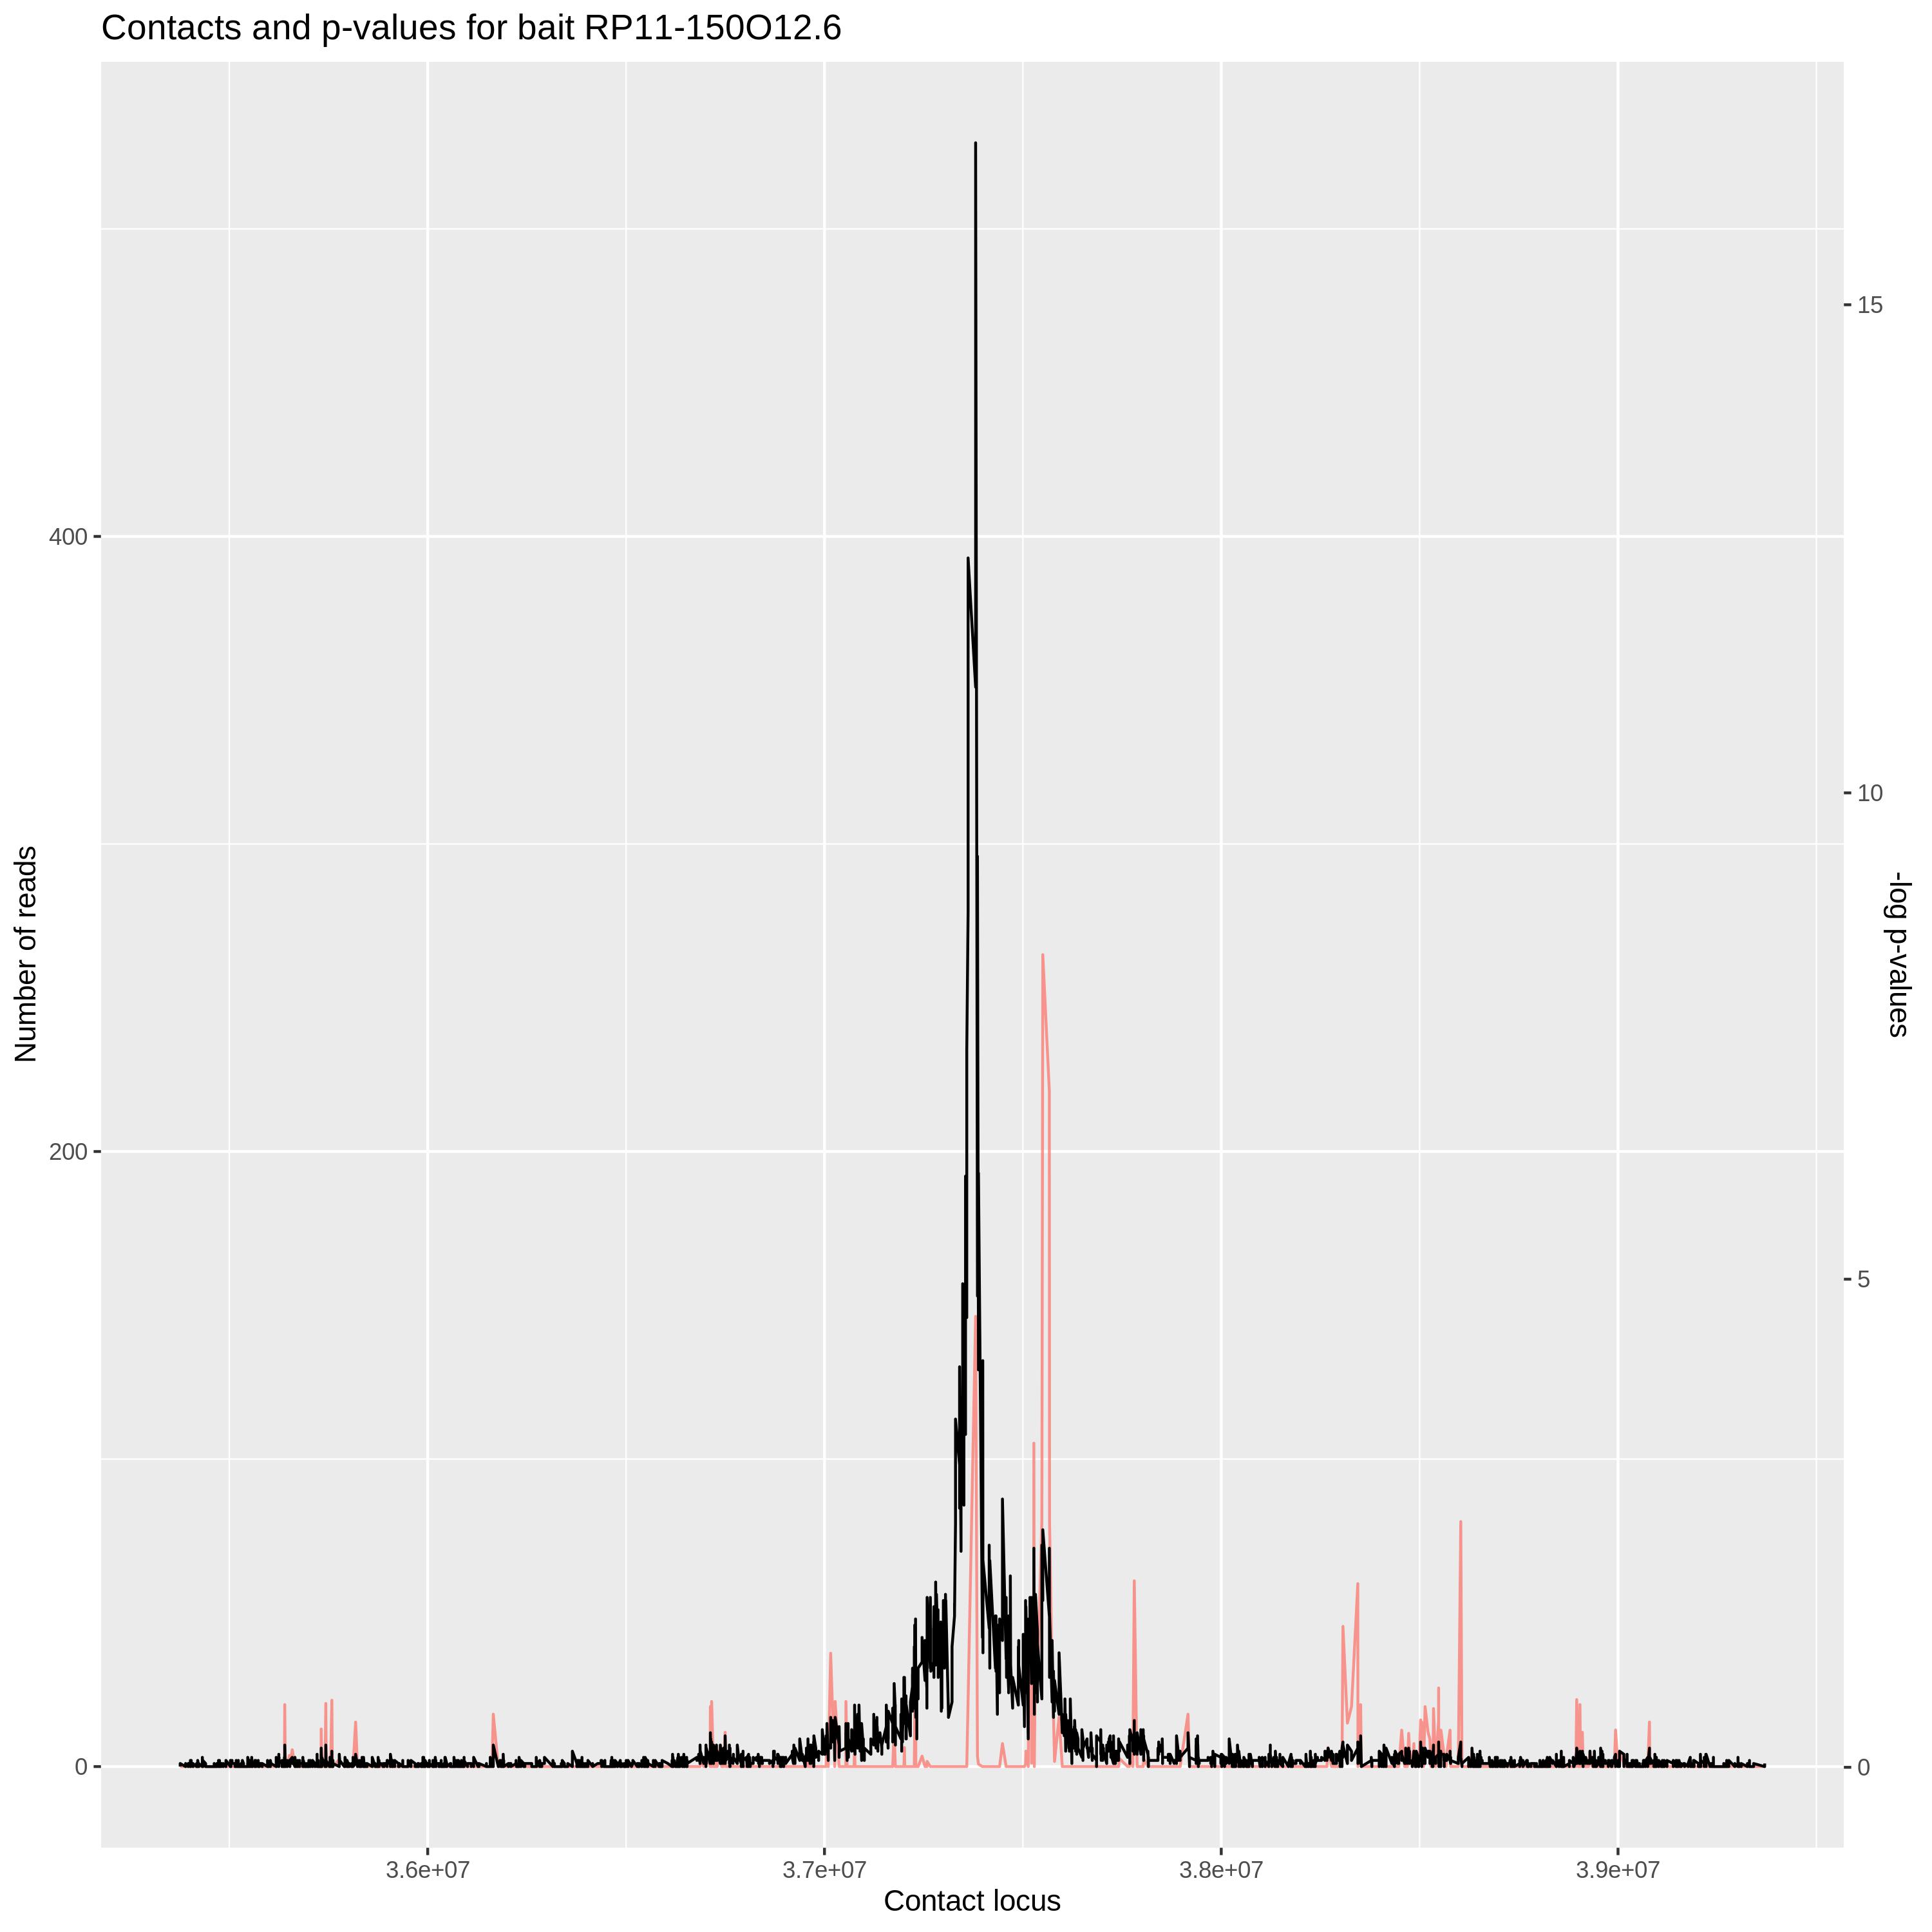 Contacts and p-values for bait RP11-150O12.6
Number of reads
400
200
0
15
10
5
0
-log p-values
3.6e+07
3.7e+07
3.8e+07
3.9e+07
Contact locus